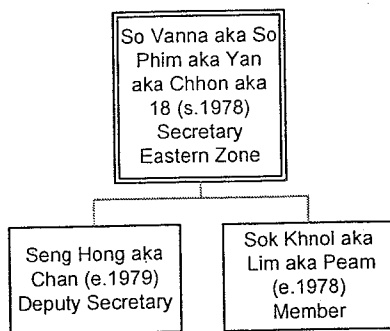 So Vanna aka So
Phim aka Yan
aka Chhon aka
18 (s.1978)
Secretary
Eastern Zone
Seng Hong aka
Chan (e.1979)
Deputy Secretary
Sok Khnol aka
Lim aka Peam
(e.1978)
Member